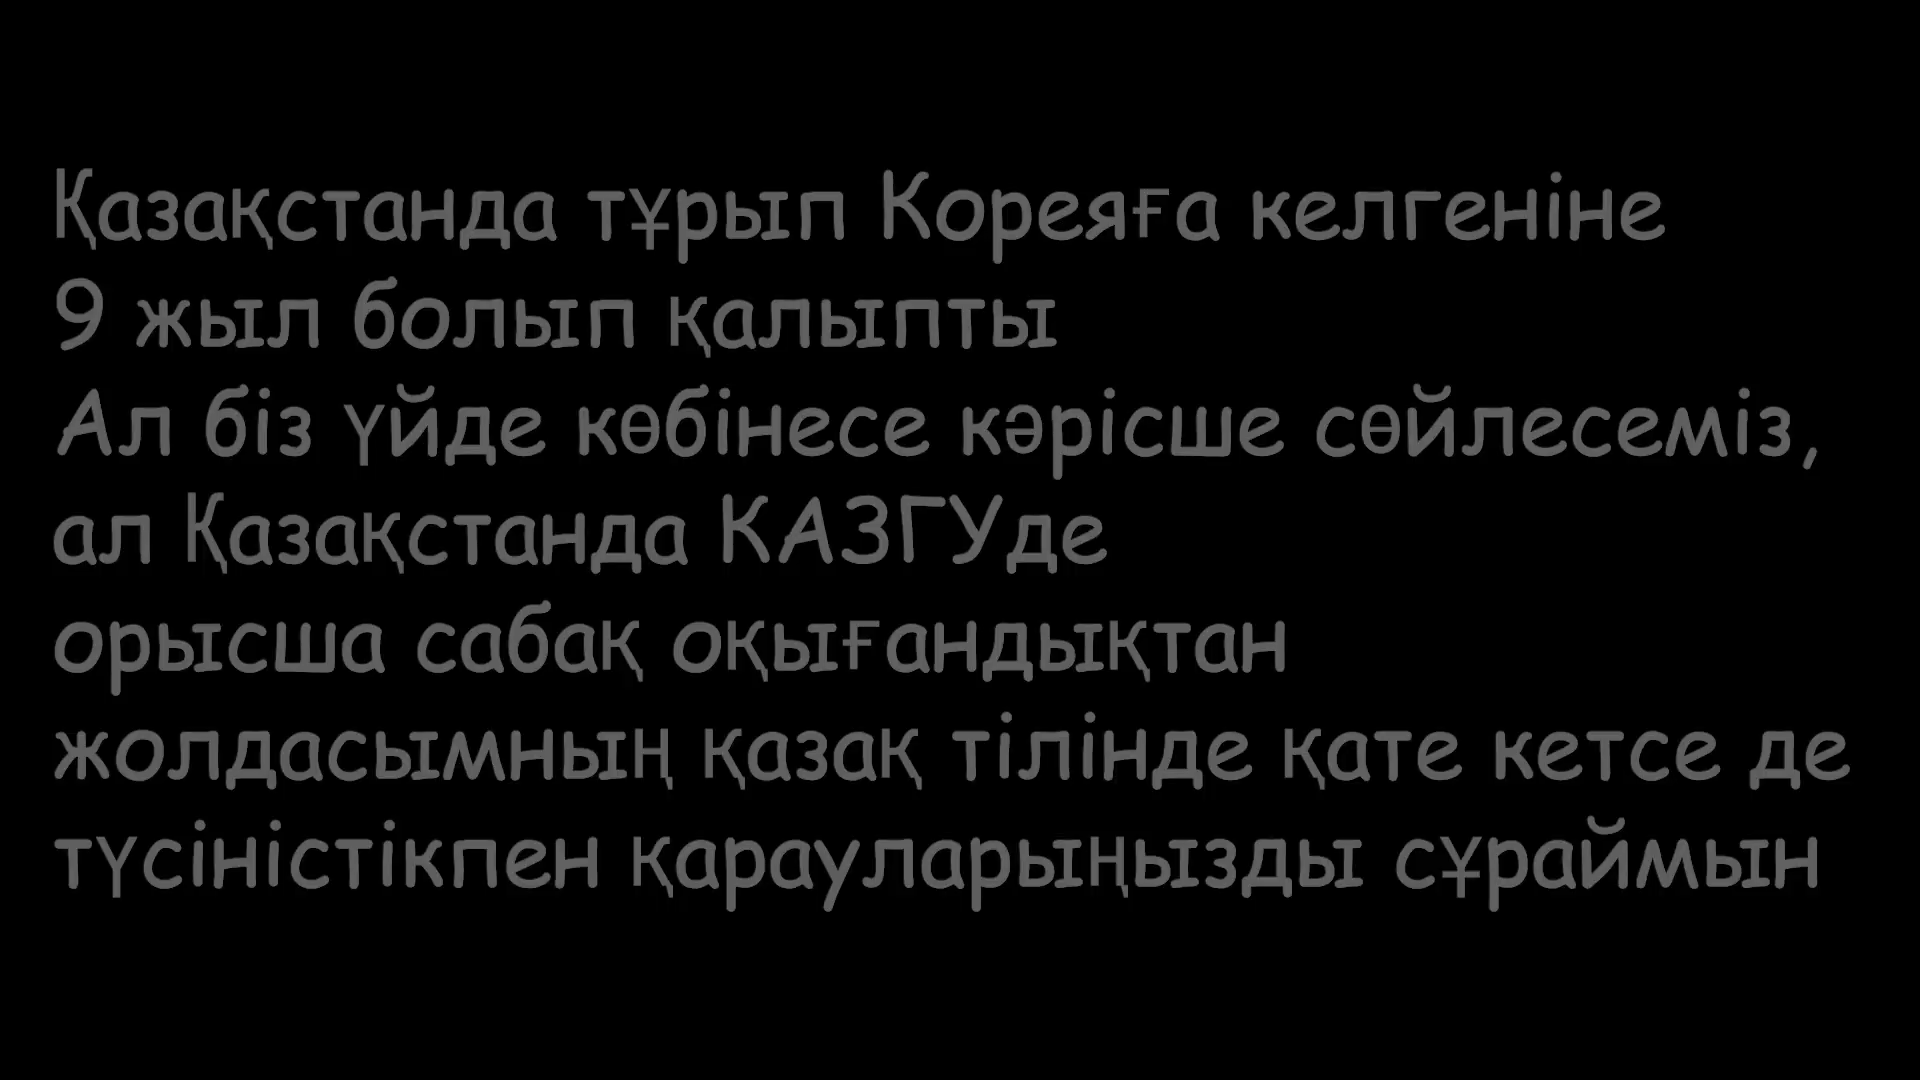 Қазақстанда тұрып Кореяға келгеніне
9 жыл болып қалыпты
Ал біз үйде көбінесе кәрісше сөйлесеміз,
ал Қазақстанда КАЗГУде
орысша сабақ оқығандықтан
жолдасымның қазақ тілінде қате кетсе де
түсіністікпен қарауларыңызды сұраймын